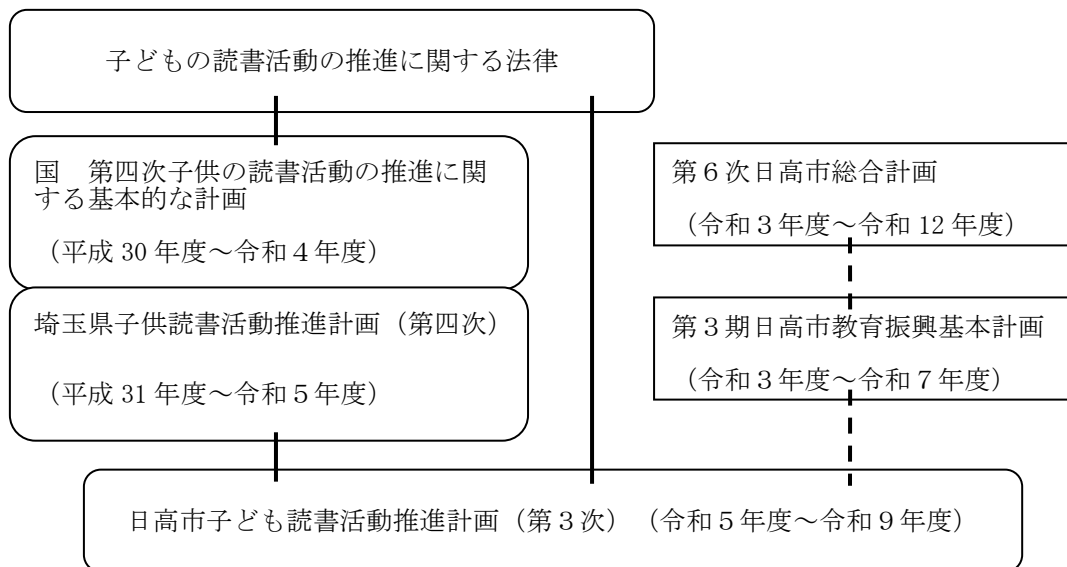 子どもの読書活動の推進に関する法律
国　第四次子供の読書活動の推進に関
する基本的な計画
（平成 30 年度～令和４年度）
埼玉県子供読書活動推進計画（第四次）
（平成 31 年度～令和５年度）
第６次日高市総合計画
（令和３年度～令和 12 年度）
第３期日高市教育振興基本計画
（令和３年度～令和７年度）
日高市子ども読書活動推進計画（第３次）（令和５年度～令和９年度）